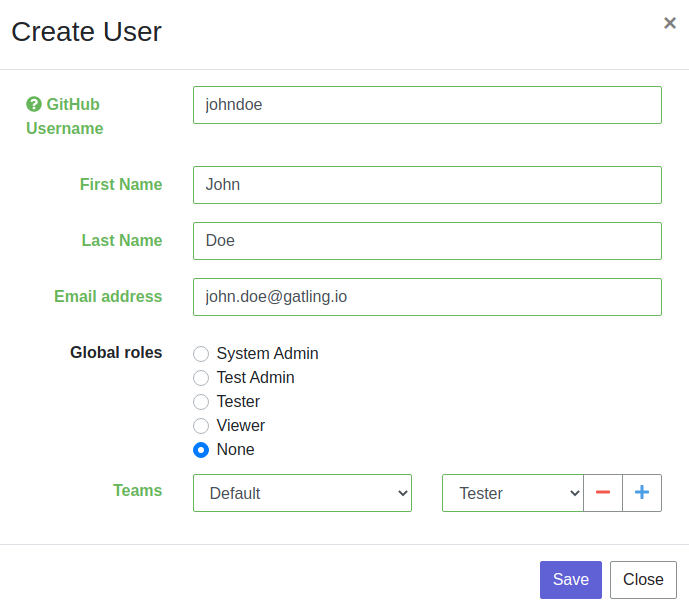 Create User
×
GitHub
Username
johndoe
First Name
John
Last Name
Doe
Email address
john.doe@gatling.io
Global roles
System Admin
Test Admin
Tester
Viewer
None
Teams
Default
Tester
Save
Close